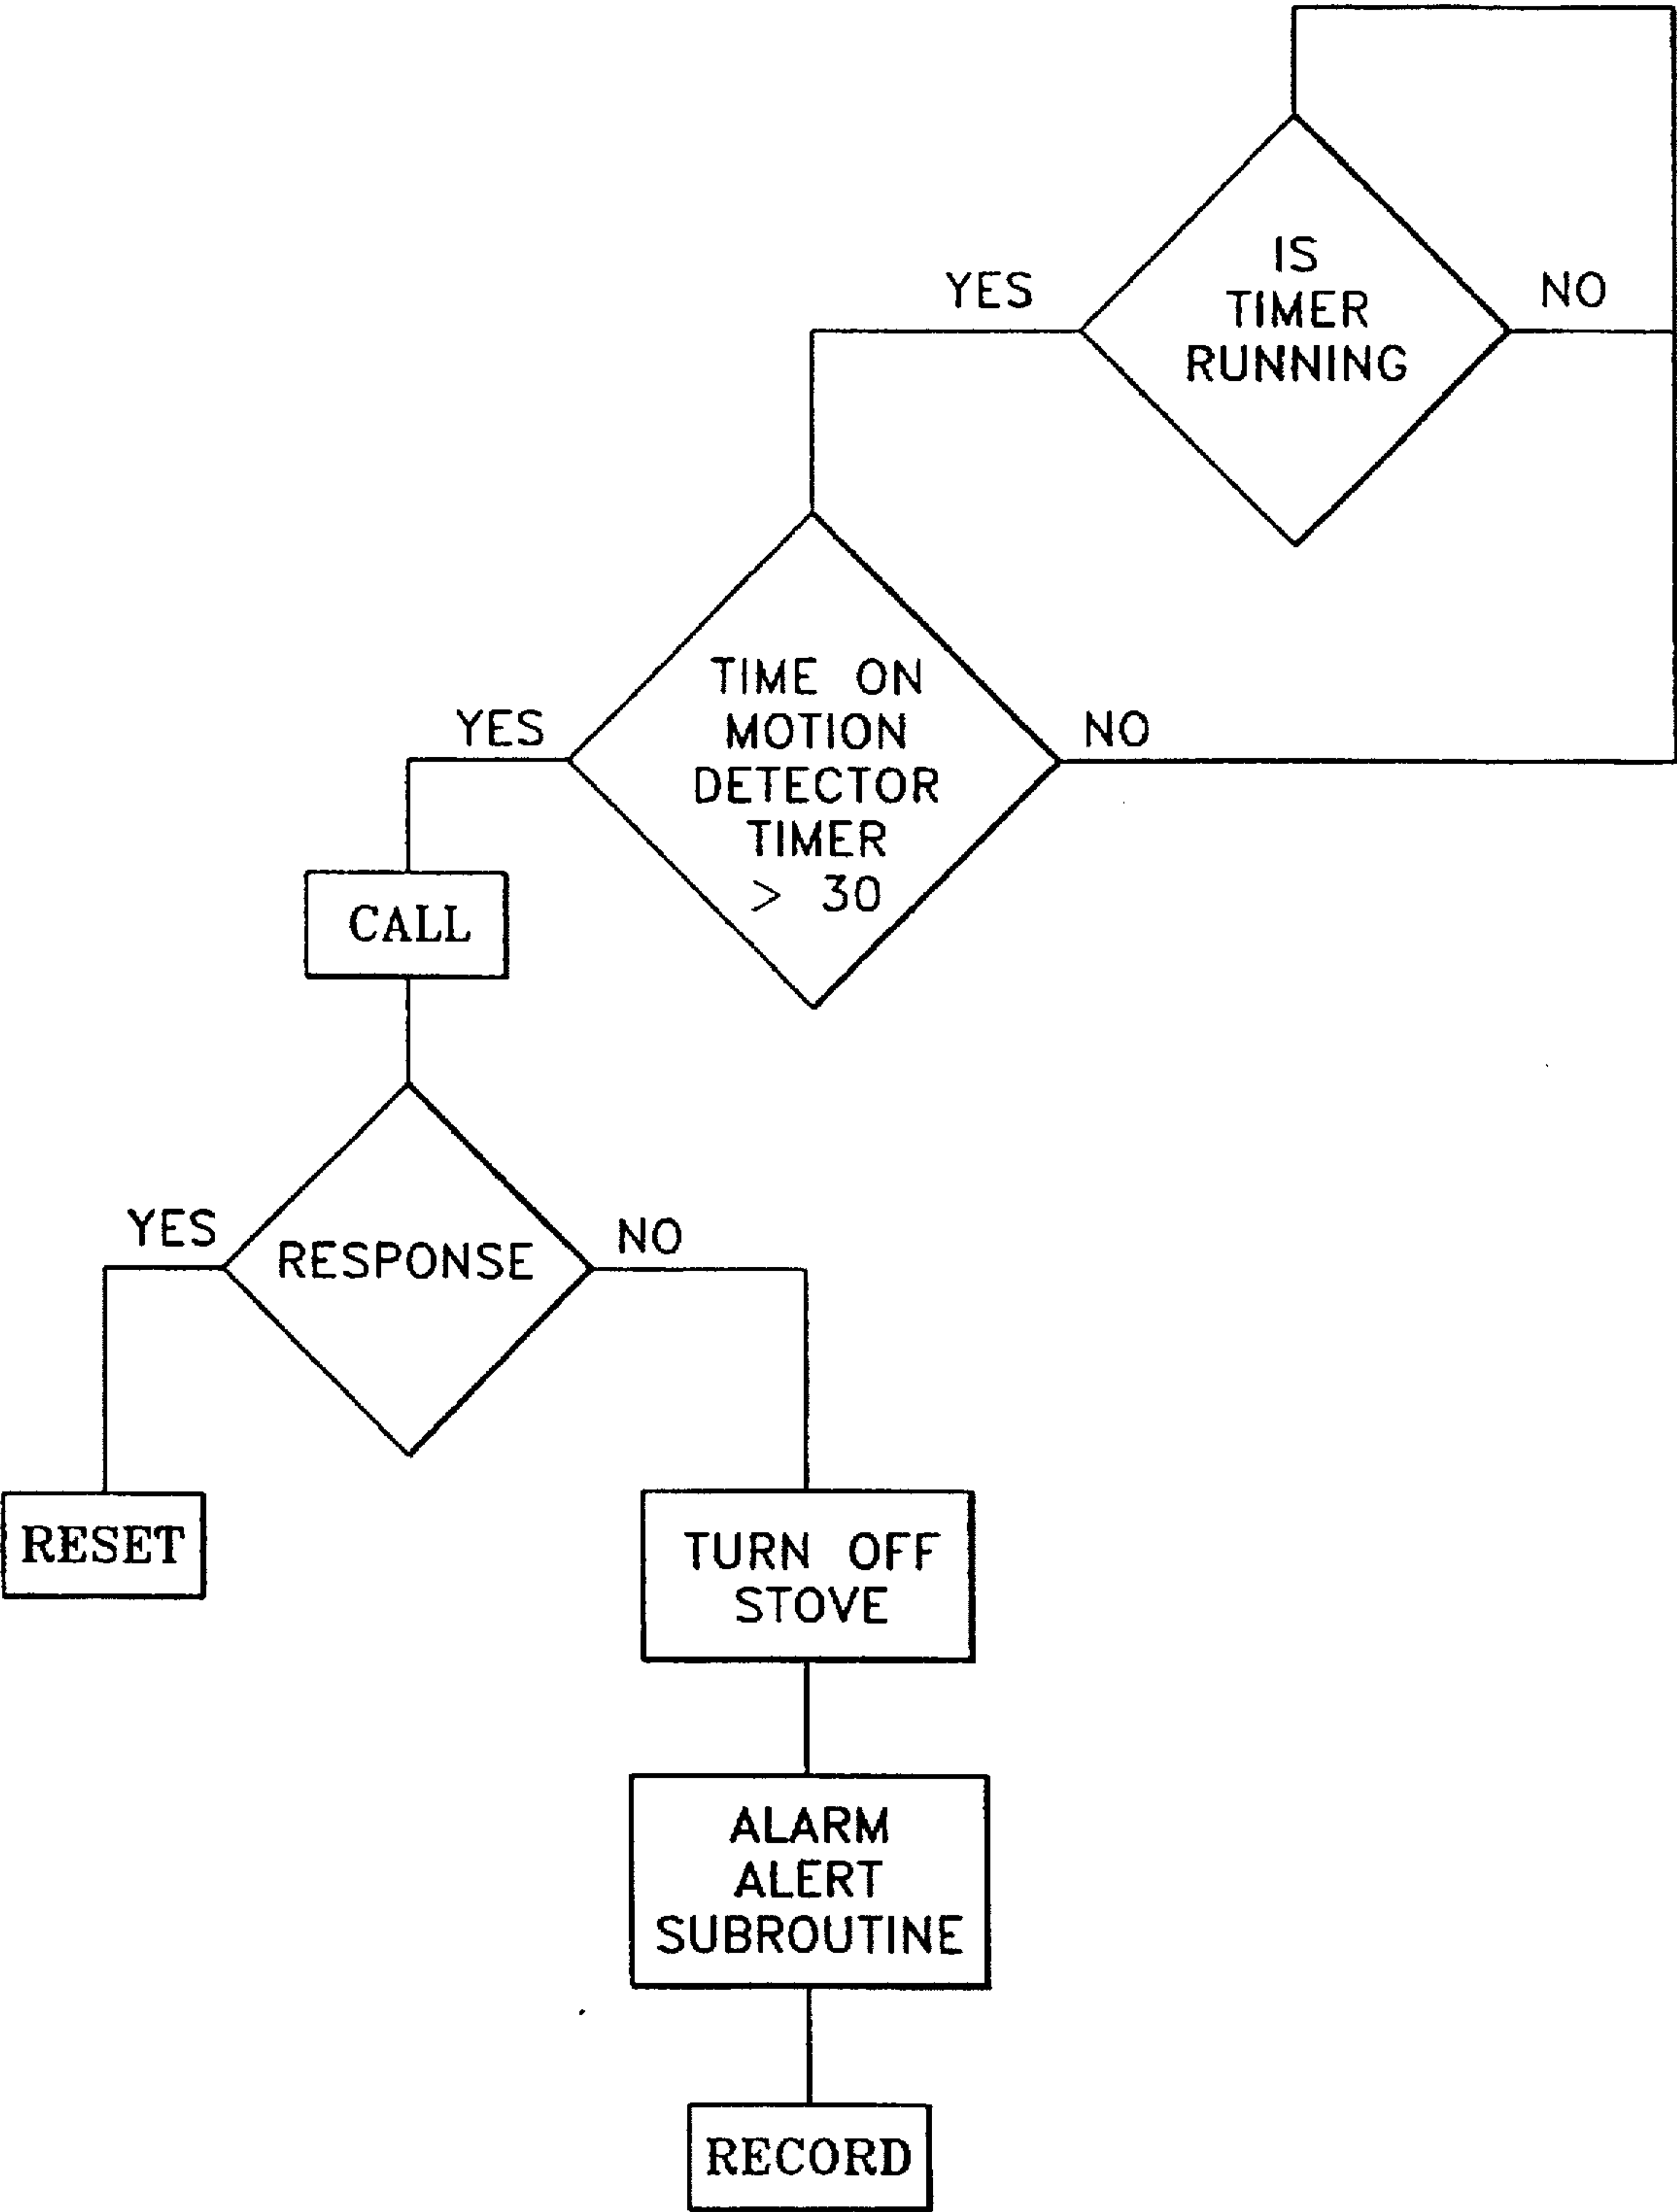 IS
TIMER
RUNNING
YES
NO
TIME ON
MOTION
DETECTOR
TIMER
> 30
YES
NO
CALL
RESPONSE
YES
NO
RESET
TURN OFF
STOVE
ALARM
ALERT
SUBROUTINE
RECORD